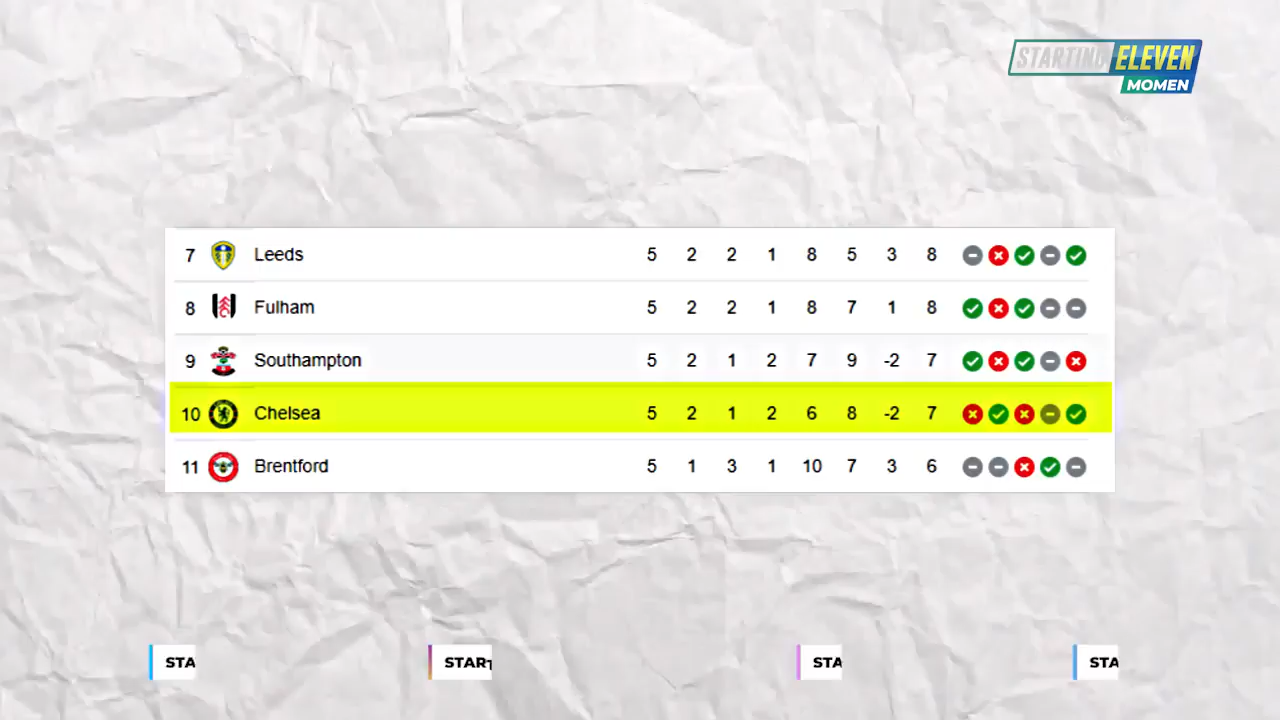 STARTING ELEVEN
MOMEN
7 Leeds 5 2 2 1 8 5 3 8
8 Fulham 5 2 2 1 8 7 1 8
9 Southampton 5 2 1 2 7 9 -2 7
10 Chelsea 5 2 1 2 6 8 -2 7
11 Brentford 5 1 3 1 10 7 3 6
STA START STA STA